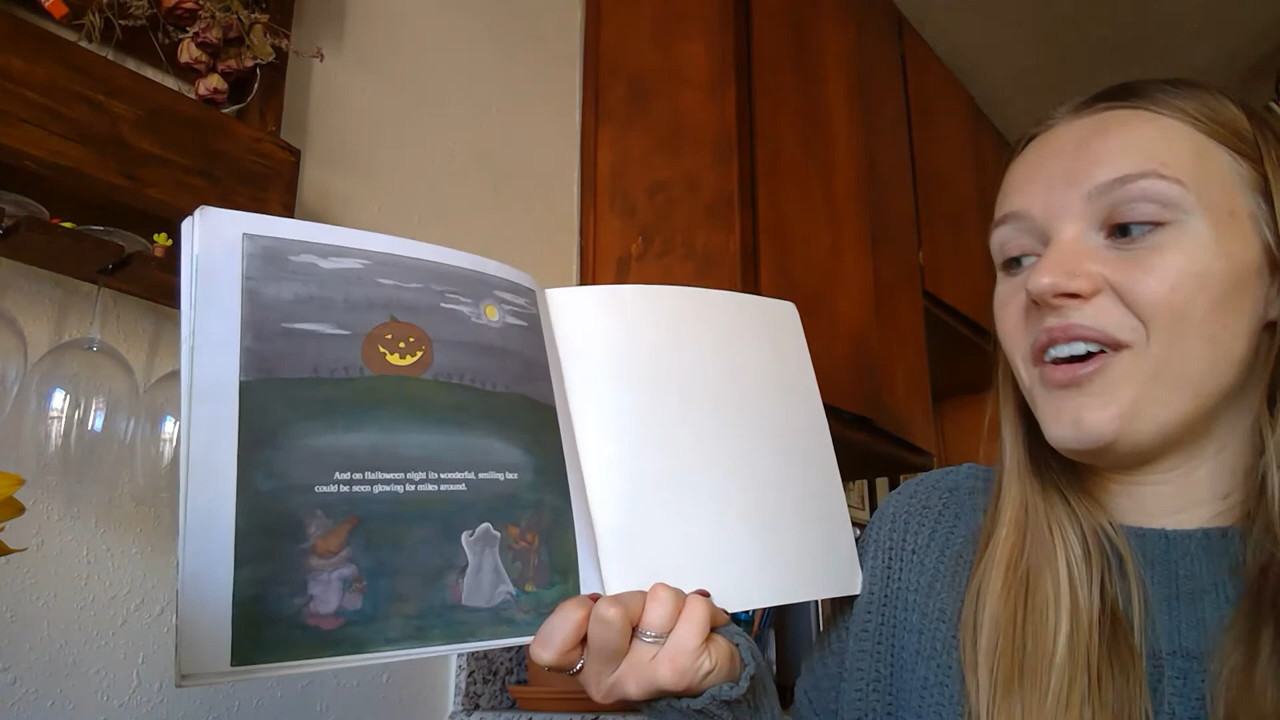 And on Halloween night its wonderful, smiling face
could be seen glowing for miles around.